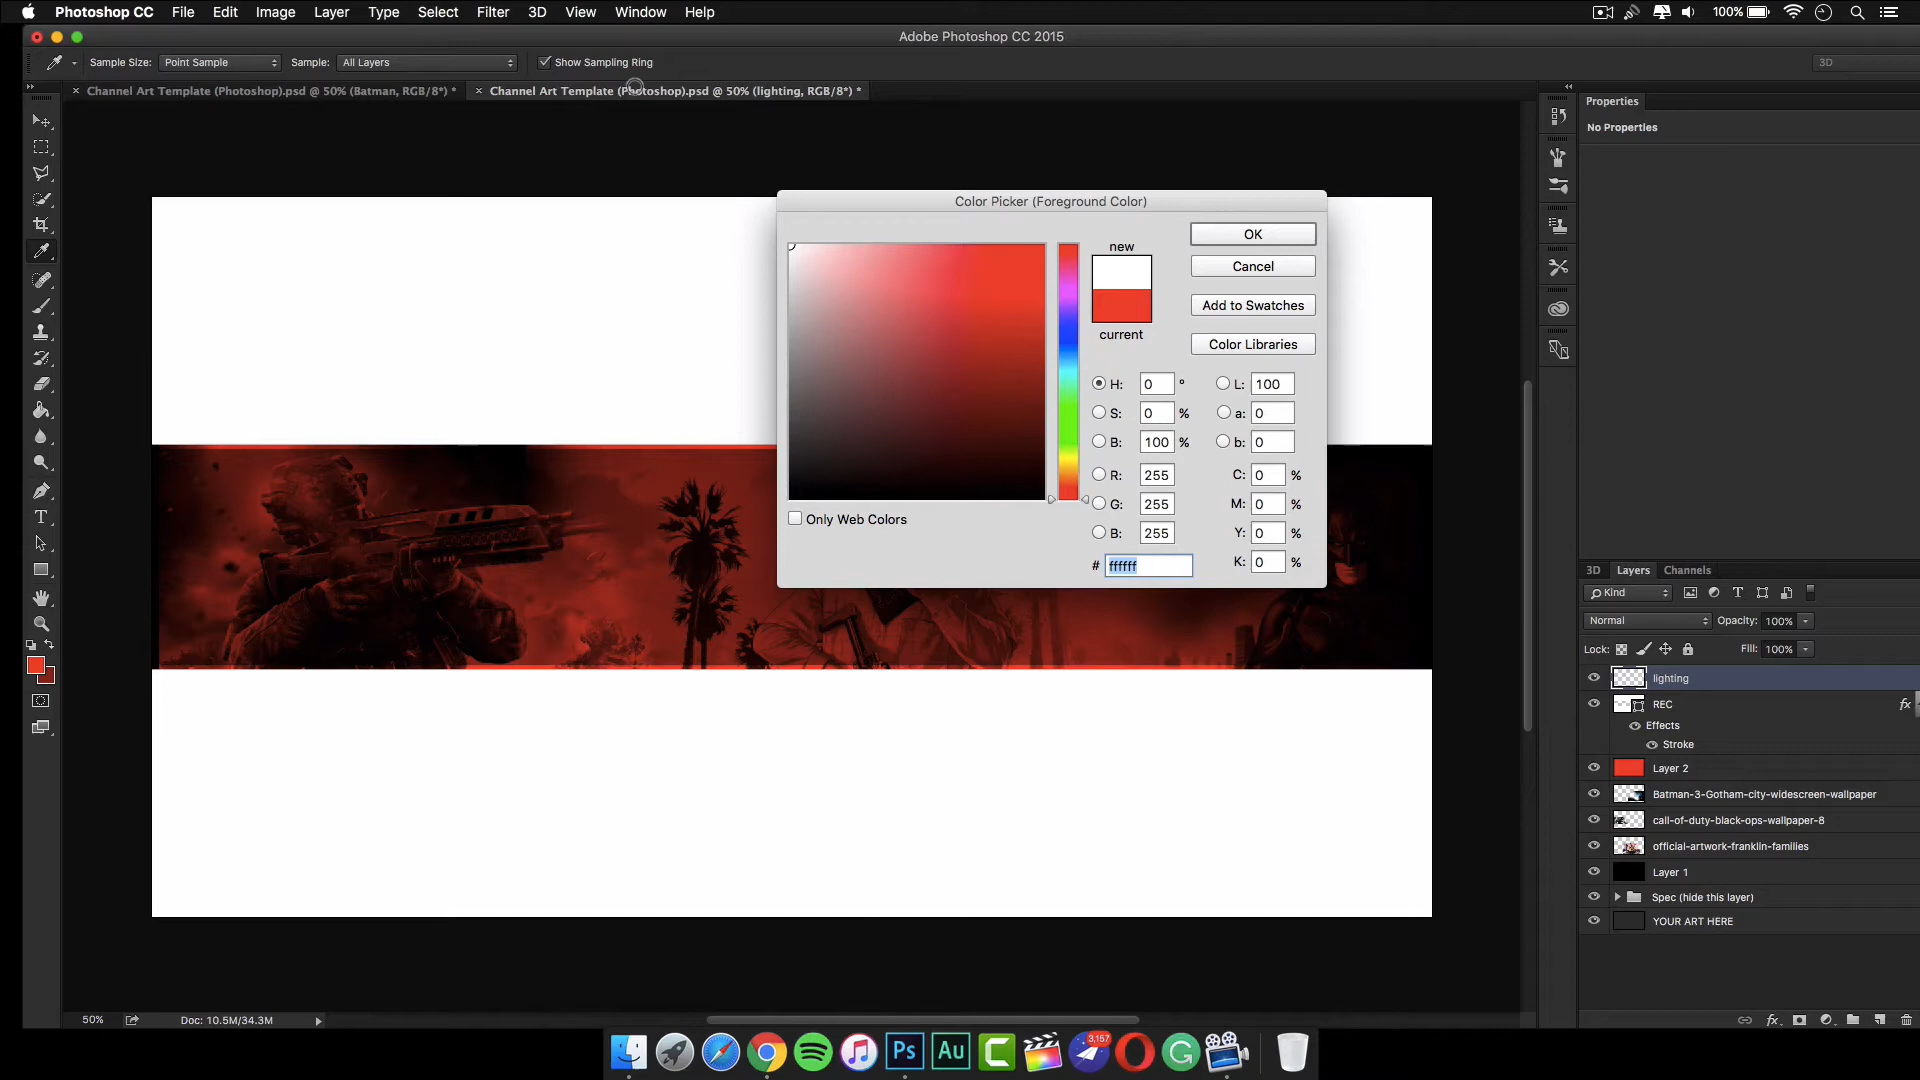 Photoshop CC File Edit Image Layer Type Select Filter 3D View Window Help 100%
Adobe Photoshop CC 2015
Sample Size: Point Sample Sample: All Layers Show Sampling Ring 3D
Channel Art Template (Photoshop).psd @ 50% (Batman, RGB/8*) * Channel Art Template (Photoshop).psd @ 50% (lighting, RGB/8*) *
Properties
No Properties
Color Picker (Foreground Color)
new
current
OK
Cancel
Add to Swatches
Color Libraries
H: 0 ° L: 100
S: 0 % a: 0
B: 100 % b: 0
R: 255 C: 0 %
G: 255 M: 0 %
B: 255 Y: 0 %
# ffffff K: 0 %
Only Web Colors
T
3D Layers Channels
Kind T
Normal Opacity: 100%
Lock: Fill: 100%
lighting
REC fx
Effects
Stroke
Layer 2
Batman-3-Gotham-city-widescreen-wallpaper
call-of-duty-black-ops-wallpaper-8
official-artwork-franklin-families
Layer 1
Spec (hide this layer)
YOUR ART HERE
fx
50% Doc: 10.5M/34.3M
Ps Au C 3,157 G